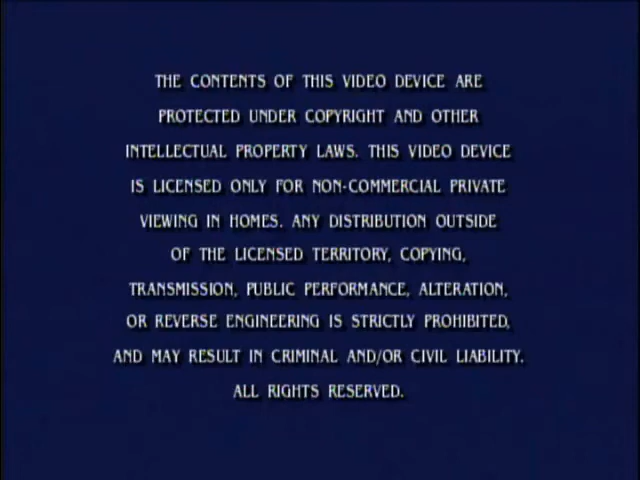 THE CONTENTS OF THIS VIDEO DEVICE ARE
PROTECTED UNDER COPYRIGHT AND OTHER
INTELLECTUAL PROPERTY LAWS. THIS VIDEO DEVICE
IS LICENSED ONLY FOR NON-COMMERCIAL PRIVATE
VIEWING IN HOMES. ANY DISTRIBUTION OUTSIDE
OF THE LICENSED TERRITORY, COPYING,
TRANSMISSION, PUBLIC PERFORMANCE, ALTERATION,
OR REVERSE ENGINEERING IS STRICTLY PROHIBITED,
AND MAY RESULT IN CRIMINAL AND/OR CIVIL LIABILITY.
ALL RIGHTS RESERVED.